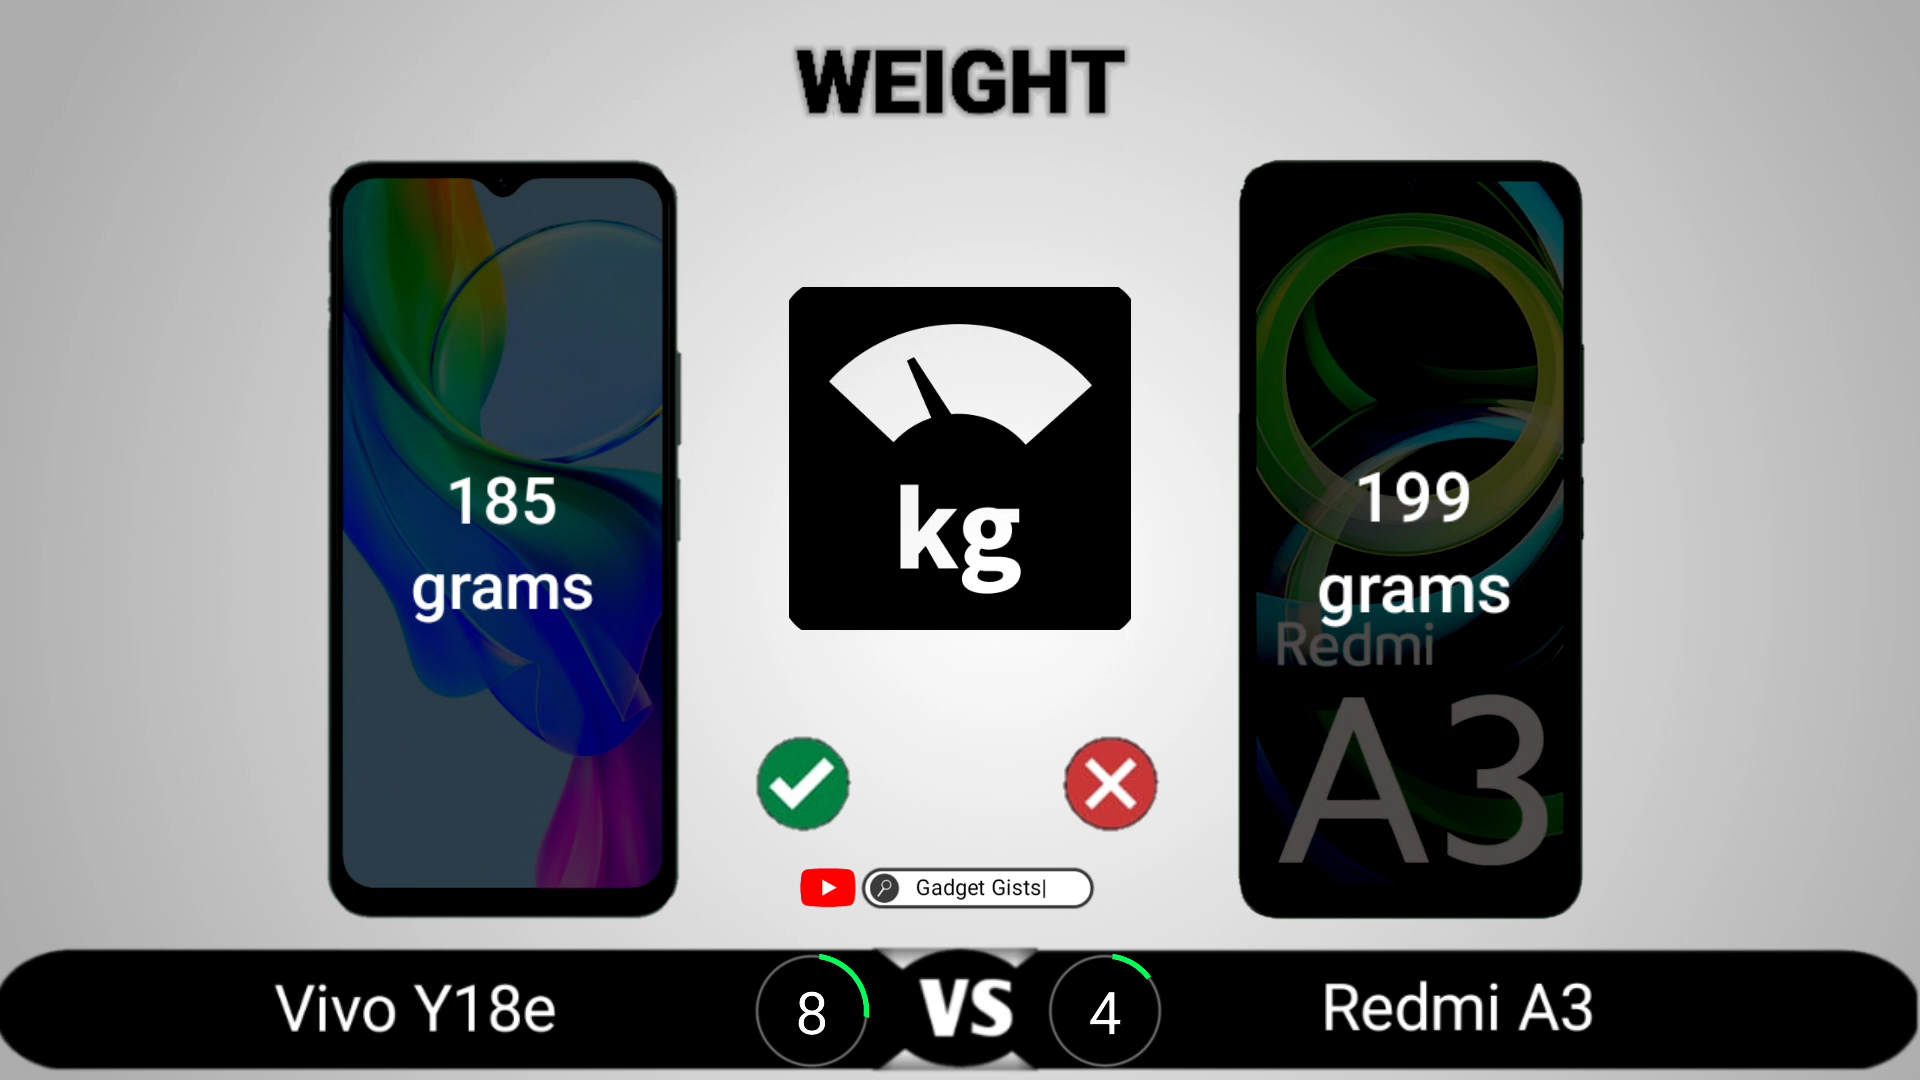 WEIGHT
185
grams
kg
199
grams
Redmi
A3
Gadget Gists|
Vivo Y18e
8
VS
4
Redmi A3